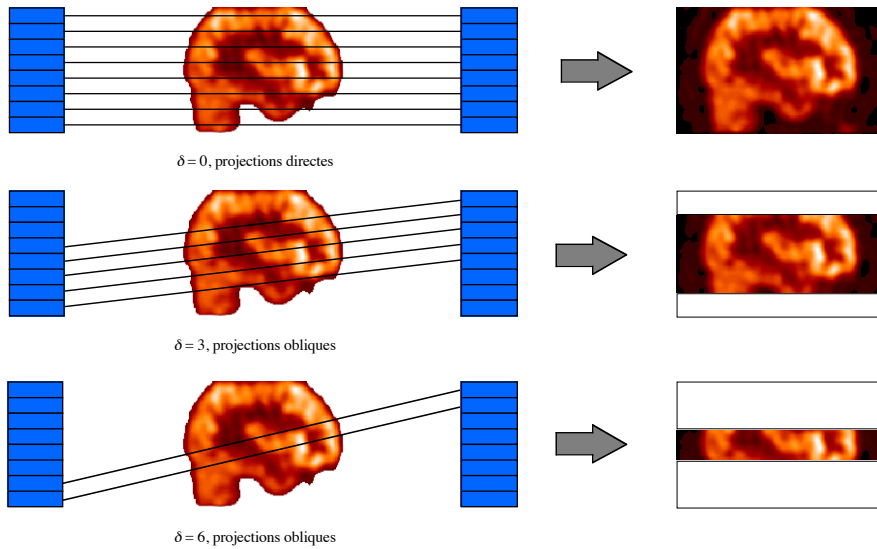 δ = 0, projections directes
δ = 3, projections obliques
δ = 6, projections obliques